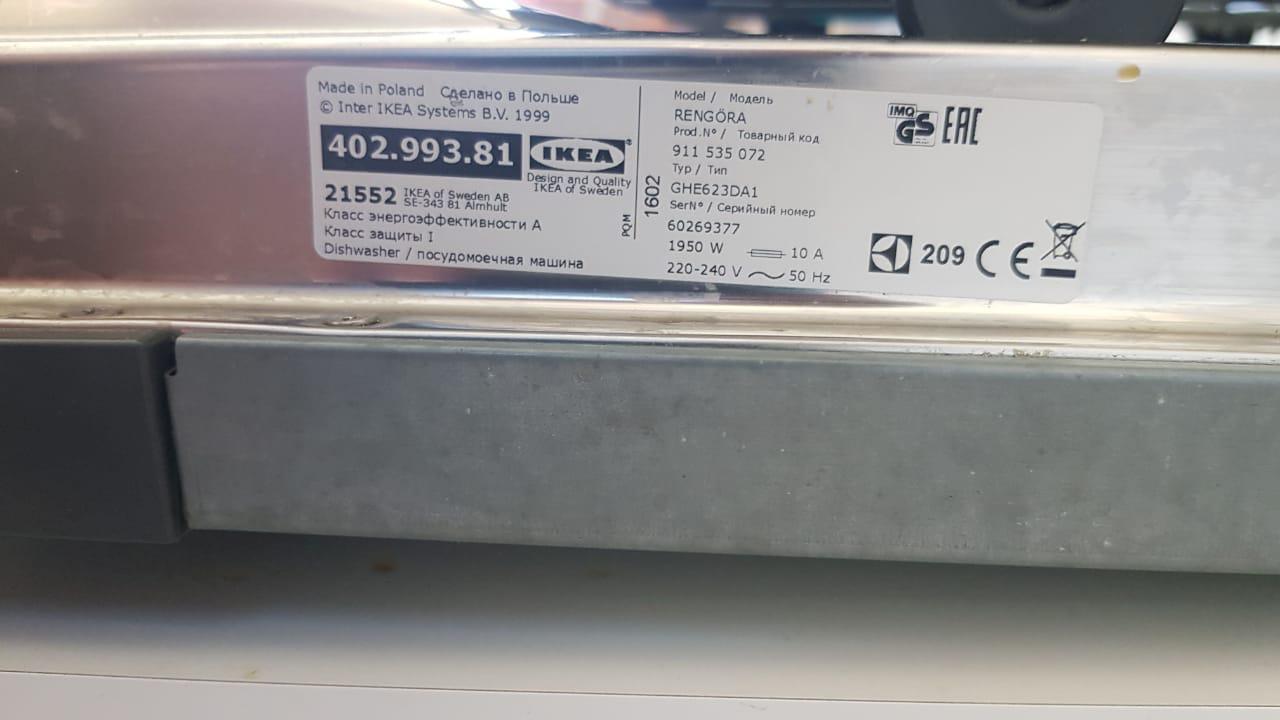 Made in Poland Сделано в Польше
© Inter IKEA Systems B.V. 1999
402.993.81
IKEA
Design and Quality
IKEA of Sweden
21552
IKEA of Sweden AB
SE-343 81 Älmhult
Класс энергоэффективности A
Класс защиты I
Dishwasher / посудомоечная машина
PQM
1602
Model / Модель
RENGÖRA
Prod.N° / Товарный код
911 535 072
Typ / Тип
GHE623DA1
SerN° / Серийный номер
60269377
1950 W 10 A
220-240 V 50 Hz
IMQ
GS
EAC
209 CE